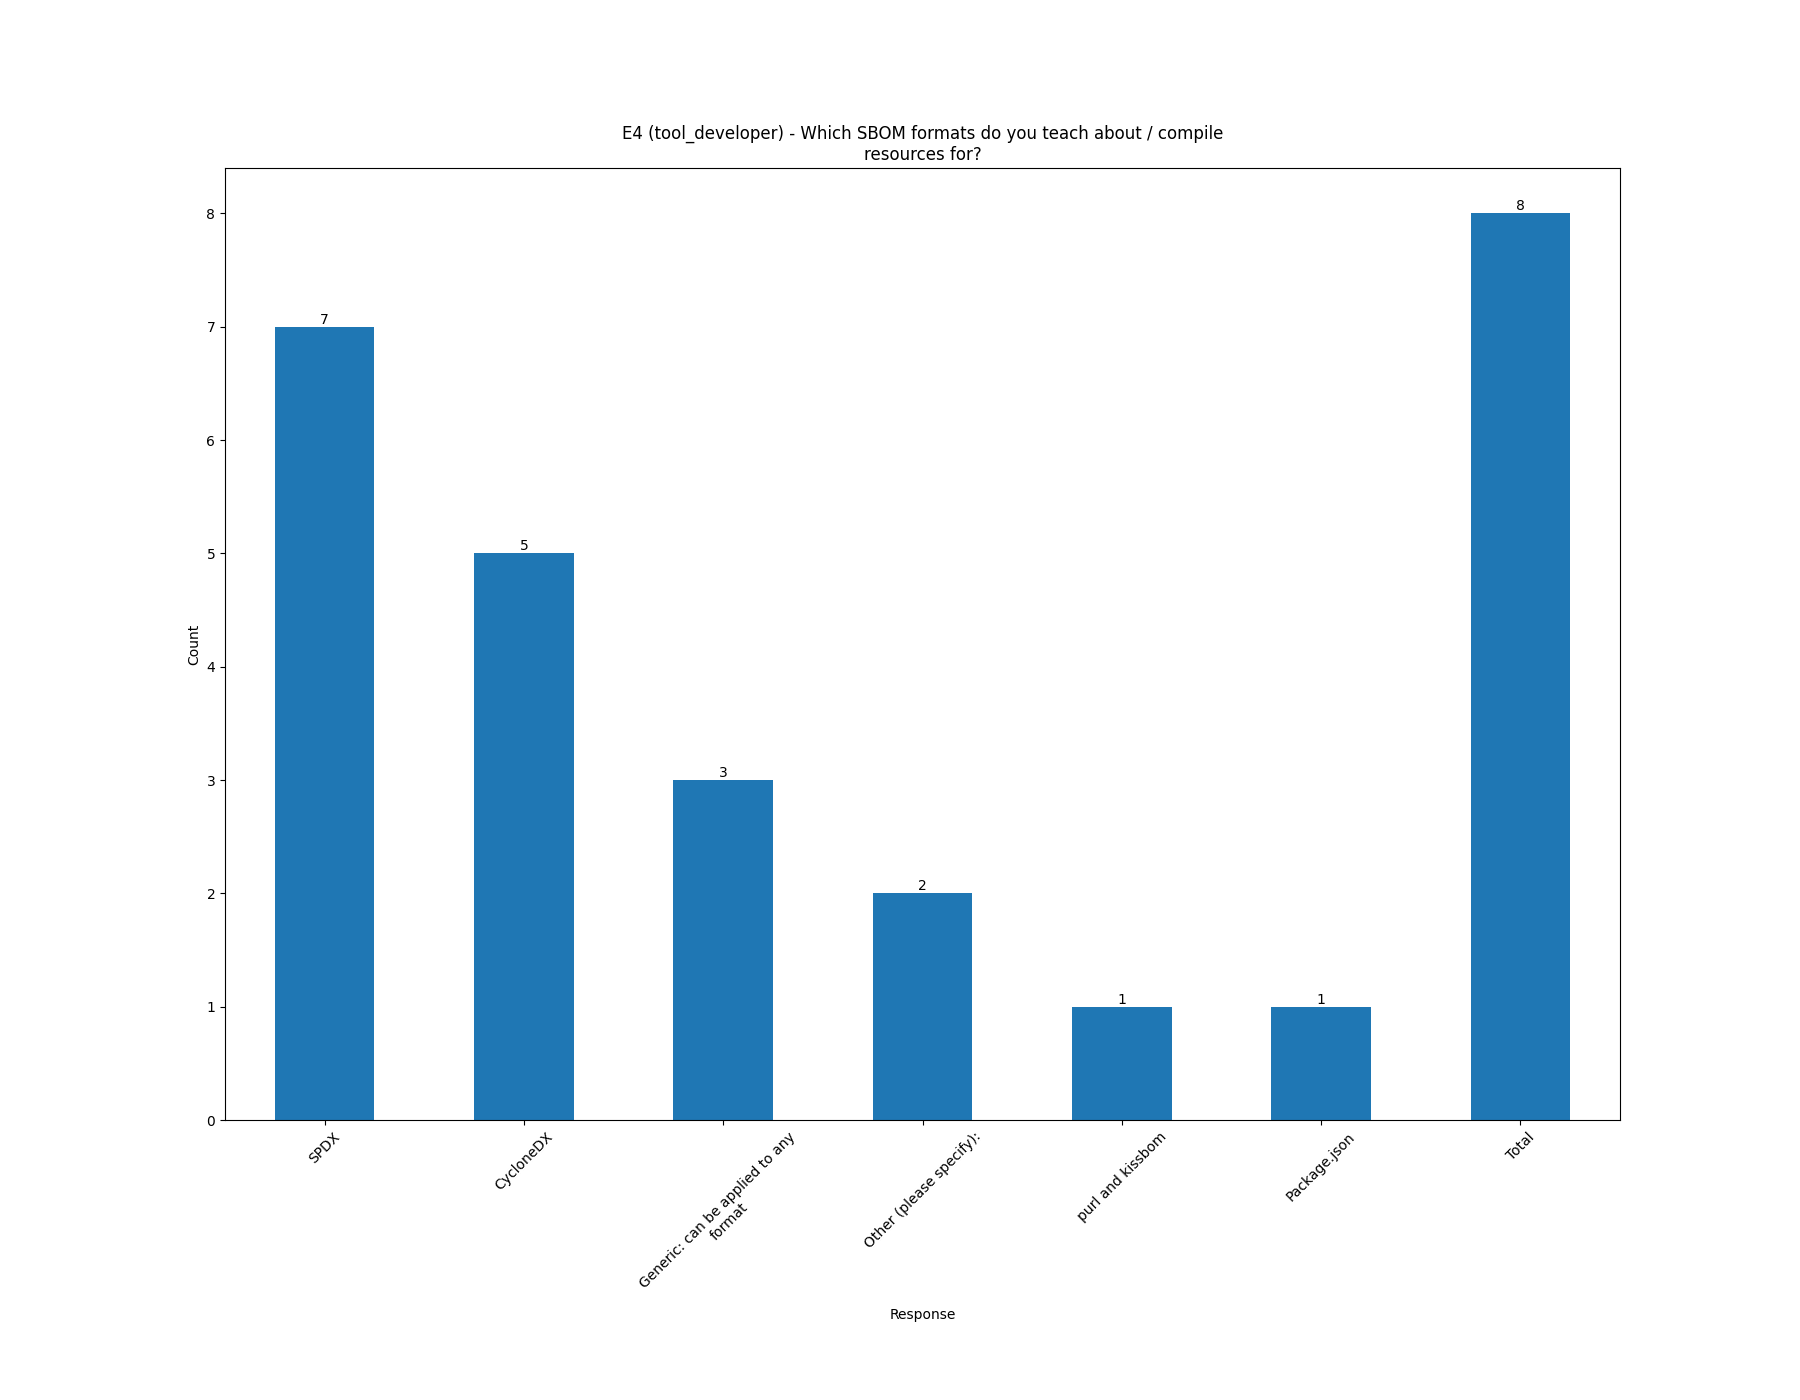 E4 (tool_developer) - Which SBOM formats do you teach about / compile
resources for?
8
7
6
5
4
3
2
1
0
Count
7
5
3
2
1
1
8
SPDX
CycloneDX
Generic: can be applied to any
format
Other (please specify):
purl and kissbom
Package.json
Total
Response